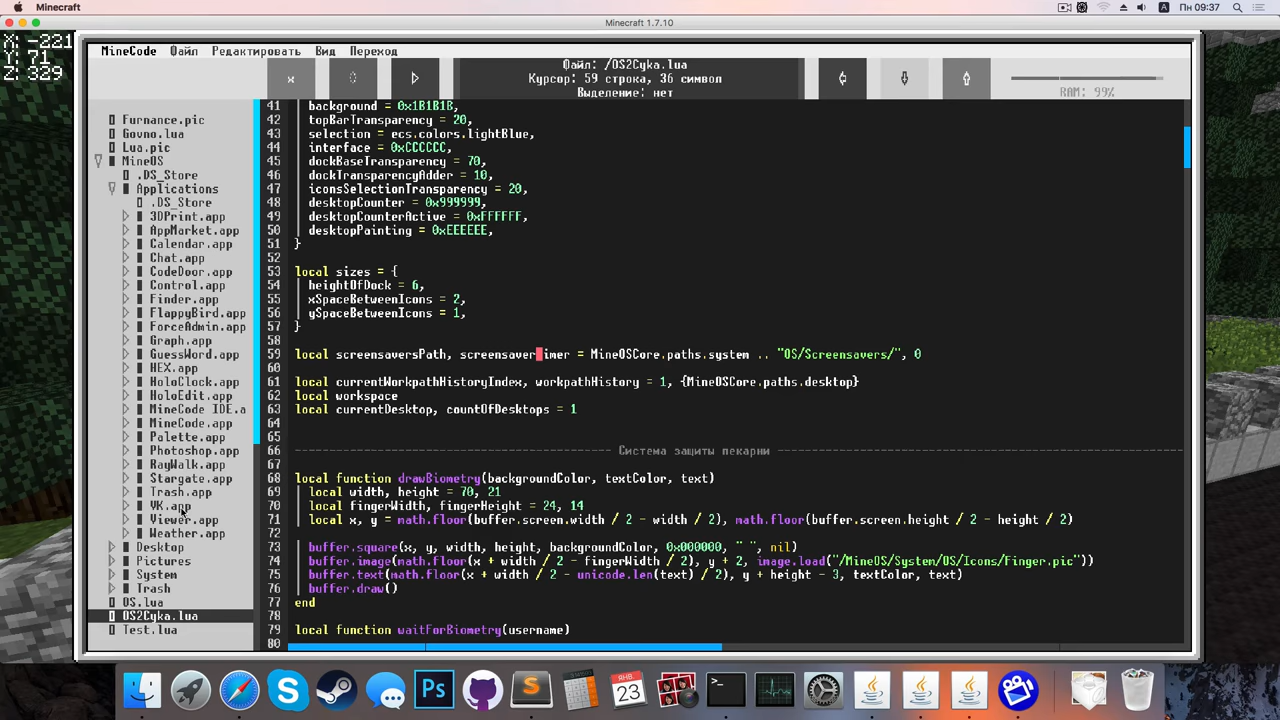 Minecraft
Пн 09:37
Minecraft 1.7.10
X: -221
Y: 71
Z: 329
MineCode Файл Редактировать Вид Переход
Файл: /OS2Cyka.lua
Курсор: 59 строка, 36 символ
Выделение: нет
RAM: 99%
Furnance.pic
Govno.lua
Lua.pic
MineOS
.DS_Store
Applications
.DS_Store
3DPrint.app
AppMarket.app
Calendar.app
Chat.app
CodeDoor.app
Control.app
Finder.app
FlappyBird.app
ForceAdmin.app
Graph.app
GuessWord.app
HEX.app
HoloClock.app
HoloEdit.app
MineCode IDE.a
MineCode.app
Palette.app
Photoshop.app
RayWalk.app
Stargate.app
Trash.app
VK.app
Viewer.app
Weather.app
Desktop
Pictures
System
Trash
OS.lua
OS2Cyka.lua
Test.lua
41 background = 0x1B1B1B,
42 topBarTransparency = 20,
43 selection = ecs.colors.lightBlue,
44 interface = 0xCCCCCC,
45 dockBaseTransparency = 70,
46 dockTransparencyAdder = 10,
47 iconsSelectionTransparency = 20,
48 desktopCounter = 0x999999,
49 desktopCounterActive = 0xFFFFFF,
50 desktopPainting = 0xEEEEEE,
51 }
52
53 local sizes = {
54 heightOfDock = 6,
55 xSpaceBetweenIcons = 2,
56 ySpaceBetweenIcons = 1,
57 }
58
59 local screensaversPath, screensaver imer = MineOSCore.paths.system .. "OS/Screensavers/", 0
60
61 local currentWorkpathHistoryIndex, workpathHistory = 1, {MineOSCore.paths.desktop}
62 local workspace
63 local currentDesktop, countOfDesktops = 1
64
65
66 ---------------------------------------------- Система защиты пекарни ------------------------------------------------------------
67
68 local function drawBiometry(backgroundColor, textColor, text)
69 local width, height = 70, 21
70 local fingerWidth, fingerHeight = 24, 14
71 local x, y = math.floor(buffer.screen.width / 2 - width / 2), math.floor(buffer.screen.height / 2 - height / 2)
72
73 buffer.square(x, y, width, height, backgroundColor, 0x000000, " ", nil)
74 buffer.image(math.floor(x + width / 2 - fingerWidth / 2), y + 2, image.load("/MineOS/System/OS/Icons/Finger.pic"))
75 buffer.text(math.floor(x + width / 2 - unicode.len(text) / 2), y + height - 3, textColor, text)
76 buffer.draw()
77 end
78
79 local function waitForBiometry(username)
80
Ps
ЯНВ.
23